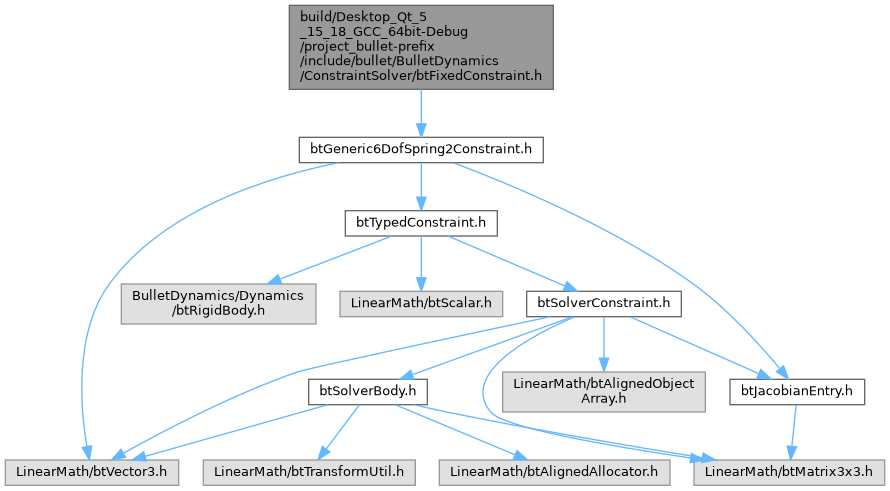 build/Desktop_Qt_5
_15_18_GCC_64bit-Debug
/project_bullet-prefix
/include/bullet/BulletDynamics
/ConstraintSolver/btFixedConstraint.h
btGeneric6DofSpring2Constraint.h
btTypedConstraint.h
BulletDynamics/Dynamics
/btRigidBody.h
LinearMath/btScalar.h
btSolverConstraint.h
btSolverBody.h
LinearMath/btAlignedObject
Array.h
btJacobianEntry.h
LinearMath/btVector3.h
LinearMath/btTransformUtil.h
LinearMath/btAlignedAllocator.h
LinearMath/btMatrix3x3.h